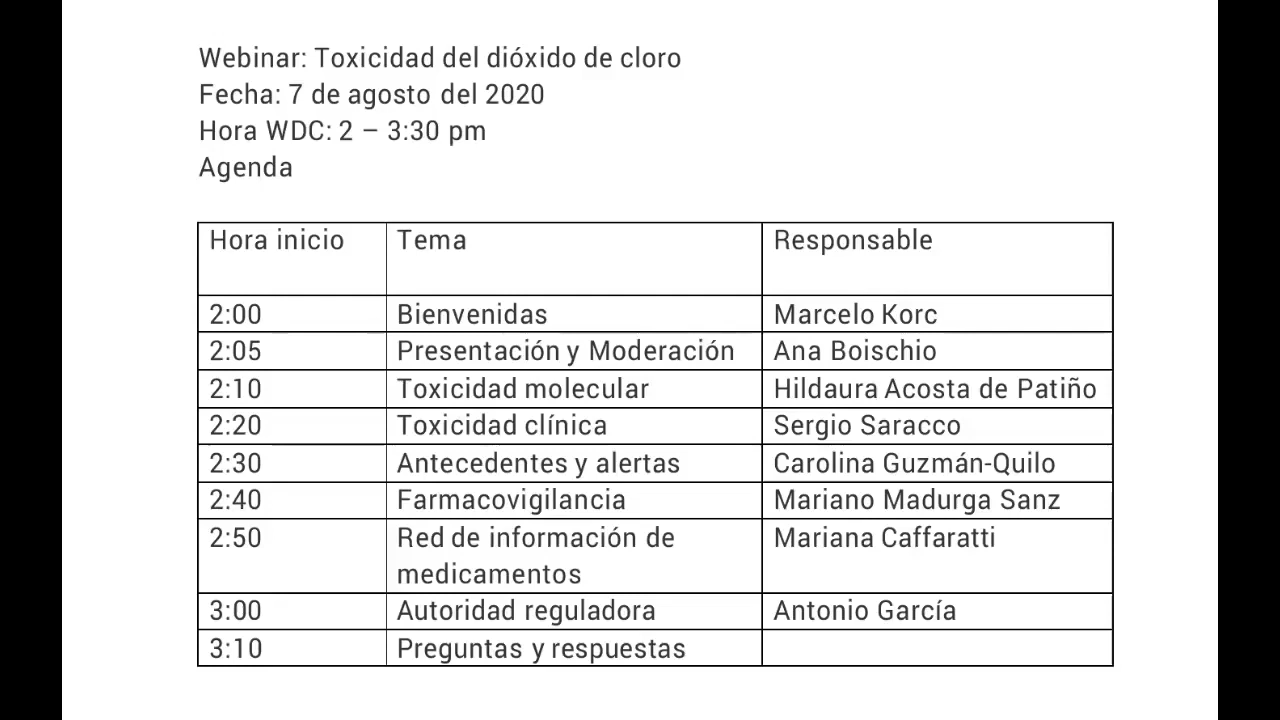 Webinar: Toxicidad del dióxido de cloro
Fecha: 7 de agosto del 2020
Hora WDC: 2 – 3:30 pm
Agenda
Hora inicio Tema Responsable
2:00 Bienvenidas Marcelo Korc
2:05 Presentación y Moderación Ana Boischio
2:10 Toxicidad molecular Hildaura Acosta de Patiño
2:20 Toxicidad clínica Sergio Saracco
2:30 Antecedentes y alertas Carolina Guzmán-Quilo
2:40 Farmacovigilancia Mariano Madurga Sanz
2:50 Red de información de Mariana Caffaratti
medicamentos
3:00 Autoridad reguladora Antonio García
3:10 Preguntas y respuestas